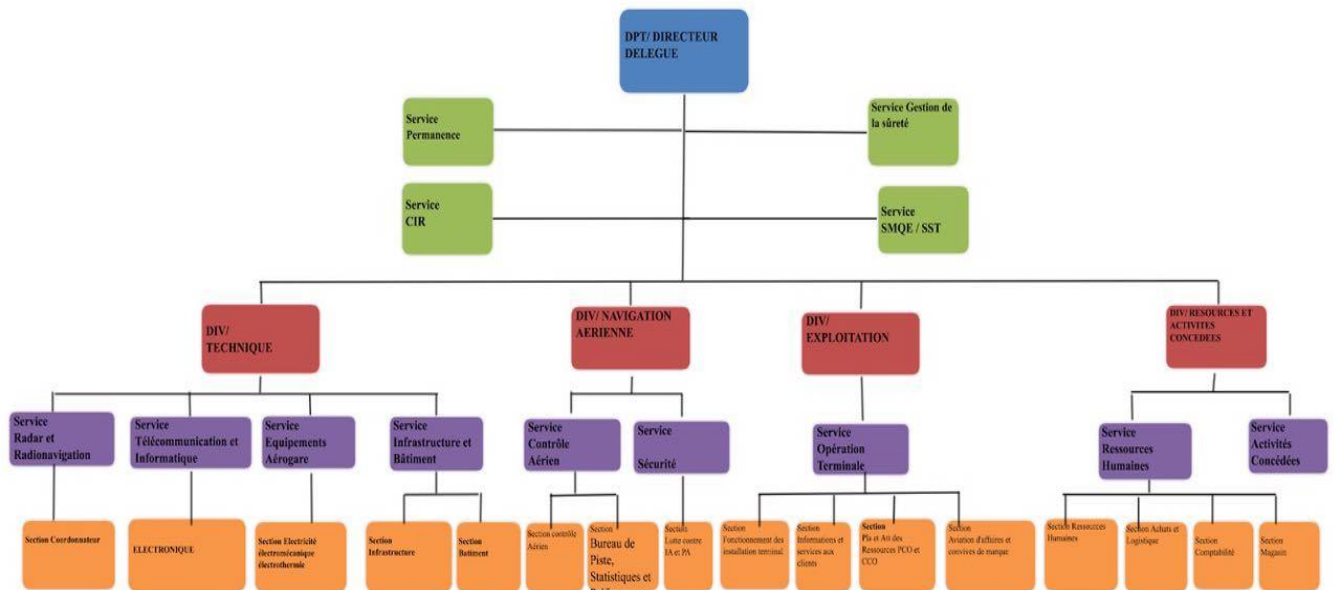 DPT/ DIRECTEUR
DELEGUE
Service
Permanence
Service Gestion de
la sûreté
Service
CIR
Service
SMQE / SST
DIV/
TECHNIQUE
DIV/ NAVIGATION
AERIENNE
DIV/
EXPLOITATION
DIV/ RESOURCES ET
ACTIVITES
CONCEDEES
Service
Radar et
Radionavigation
Service
Télécommunication et
Informatique
Service
Equipements
Aérogare
Service
Infrastructure et
Bâtiment
Service
Contrôle
Aérien
Service
Sécurité
Service
Opération
Terminale
Service
Ressources
Humaines
Service
Activités
Concédées
Section Coordonnateur
ELECTRONIQUE
Section Electricité
électromécanique
électrothermie
Section
Infrastructure
Section
Batiment
Section contrôle
Aérien
Section
Bureau de
Piste,
Statistiques et
Section
Lutte contre
IA et PA
Section
Fonctionnement des
installation terminal
Section
Informations et
services aux
clients
Section
Pla et Att des
Ressources PCO et
CCO
Section
Aviation d'affaires et
convives de marque
Section Ressources
Humaines
Section Achats et
Logistique
Section
Comptabilité
Section
Magasin